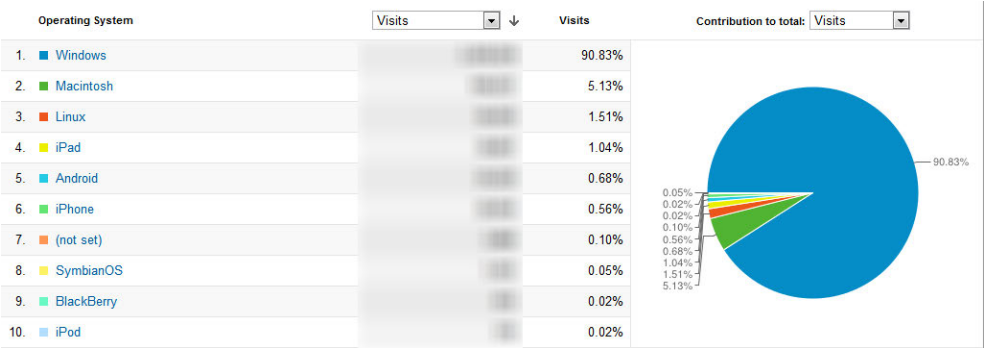 Operating System Visits Visits Contribution to total: Visits
1. Windows 90.83%
2. Macintosh 5.13%
3. Linux 1.51%
4. iPad 1.04%
5. Android 0.68%
6. iPhone 0.56%
7. (not set) 0.10%
8. SymbianOS 0.05%
9. BlackBerry 0.02%
10. iPod 0.02%
90.83%
0.05%
0.02%
0.02%
0.10%
0.56%
0.68%
1.04%
1.51%
5.13%